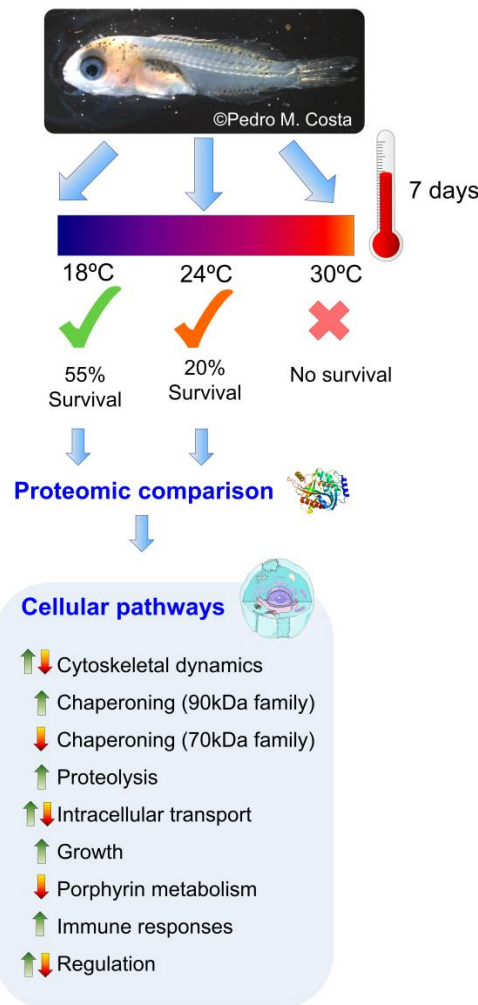 ©Pedro M. Costa
7 days
18ºC 24ºC 30ºC
55%
Survival
20%
Survival
No survival
Proteomic comparison
Cellular pathways
Cytoskeletal dynamics
Chaperoning (90kDa family)
Chaperoning (70kDa family)
Proteolysis
Intracellular transport
Growth
Porphyrin metabolism
Immune responses
Regulation